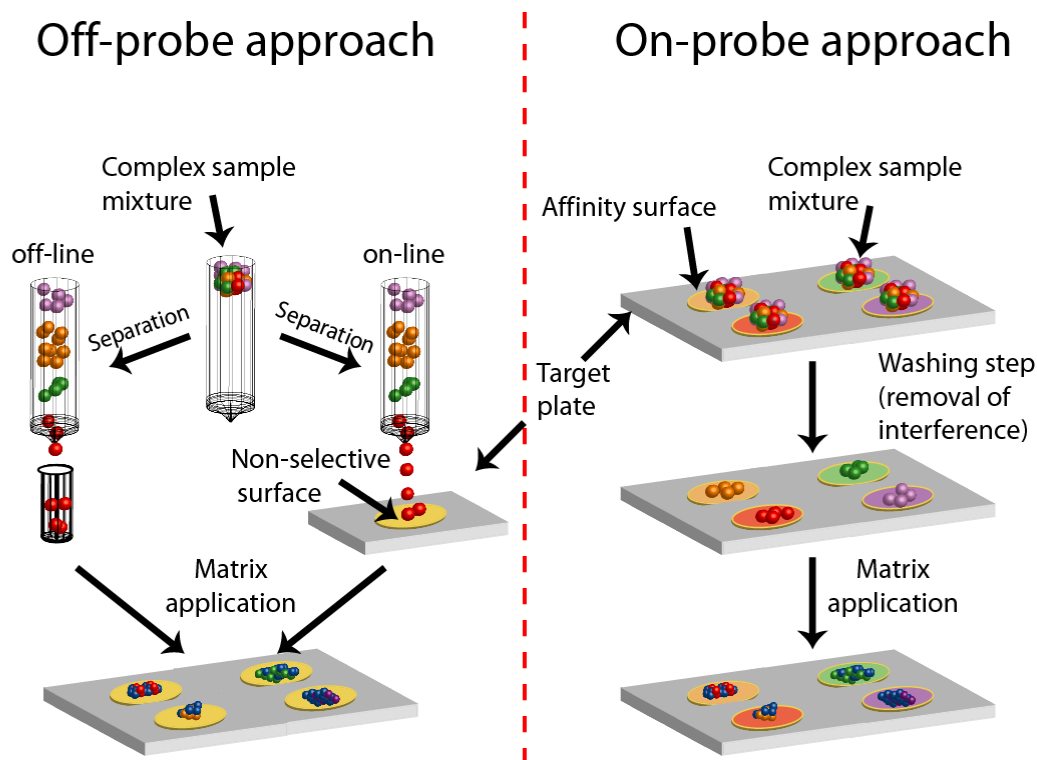 Off-probe approach
On-probe approach
Complex sample
mixture
off-line
on-line
Separation
Separation
Non-selective
surface
Matrix
application
Target
plate
Affinity surface
Complex sample
mixture
Washing step
(removal of
interference)
Matrix
application